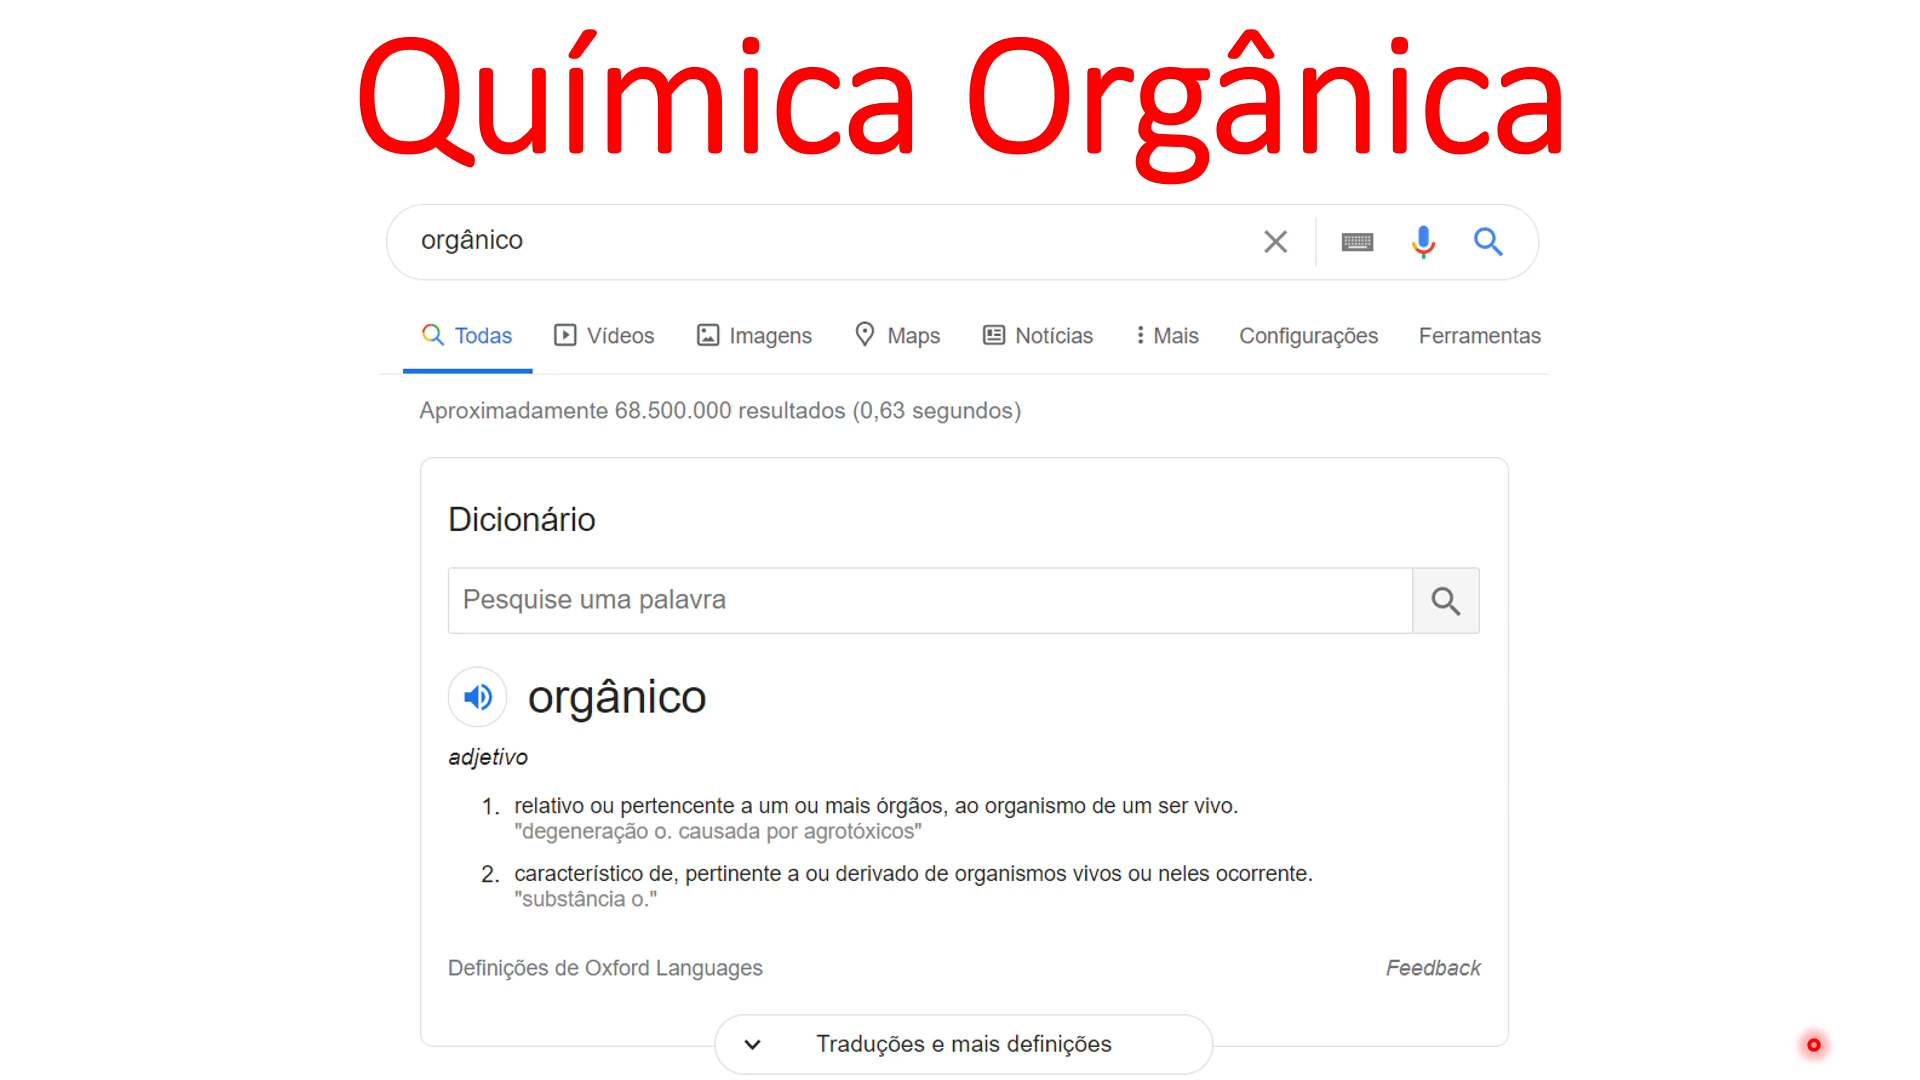 Química Orgânica
orgânico
Todas Vídeos Imagens Maps Notícias Mais Configurações Ferramentas
Aproximadamente 68.500.000 resultados (0,63 segundos)
Dicionário
Pesquise uma palavra
orgânico
adjetivo
1. relativo ou pertencente a um ou mais órgãos, ao organismo de um ser vivo.
"degeneração o. causada por agrotóxicos"
2. característico de, pertinente a ou derivado de organismos vivos ou neles ocorrente.
"substância o."
Definições de Oxford Languages Feedback
Traduções e mais definições